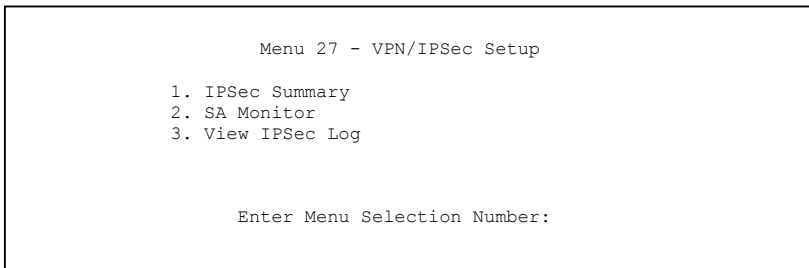 Menu 27 - VPN/IPSec Setup
1. IPSec Summary
2. SA Monitor
3. View IPSec Log
Enter Menu Selection Number: